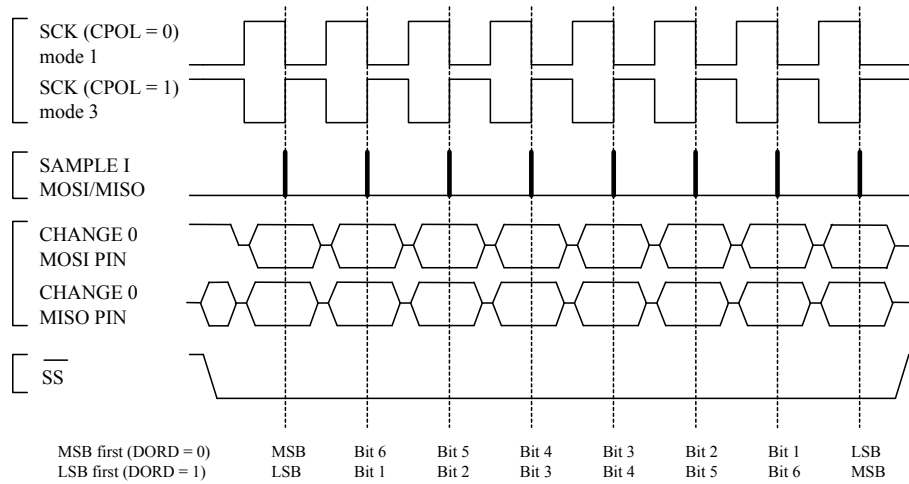 SCK (CPOL = 0)
mode 1
SCK (CPOL = 1)
mode 3
SAMPLE I
MOSI/MISO
CHANGE 0
MOSI PIN
CHANGE 0
MISO PIN
SS
MSB first (DORD = 0) MSB Bit 6 Bit 5 Bit 4 Bit 3 Bit 2 Bit 1 LSB
LSB first (DORD = 1) LSB Bit 1 Bit 2 Bit 3 Bit 4 Bit 5 Bit 6 MSB